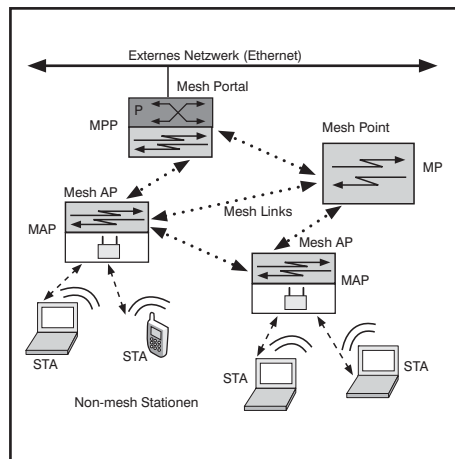 Externes Netzwerk (Ethernet)
Mesh Portal
P
MPP
Mesh Point
MP
Mesh AP
Mesh Links
MAP
Mesh AP
MAP
STA
STA
STA
STA
Non-mesh Stationen